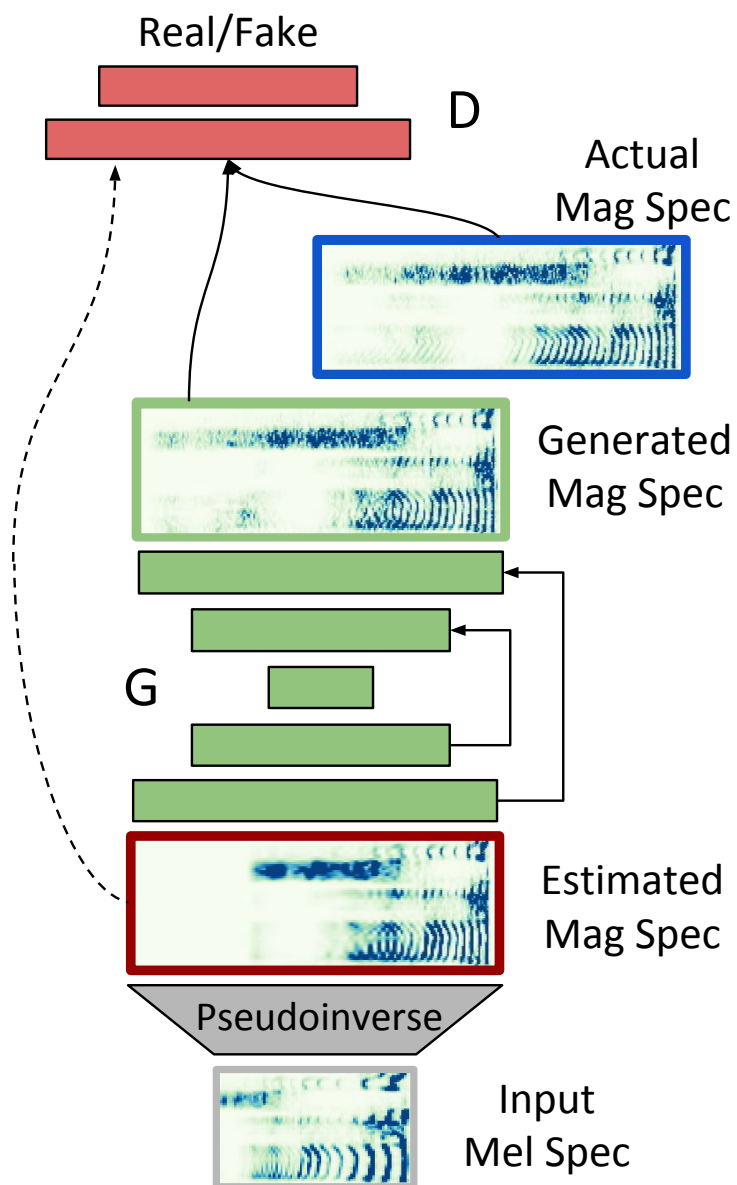 Real/Fake
D
Actual
Mag Spec
Generated
Mag Spec
G
Estimated
Mag Spec
Pseudoinverse
Input
Mel Spec